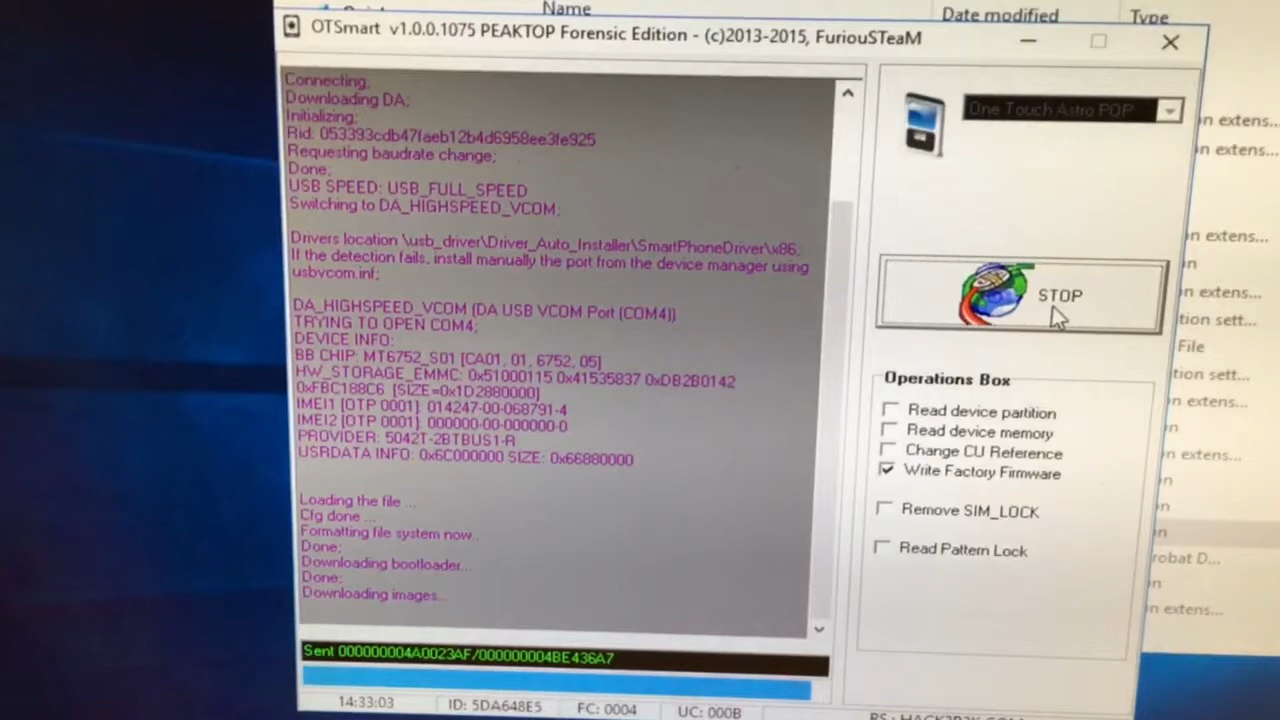 Name
Date modified
Type
OTSmart v1.0.0.1075 PEAKTOP Forensic Edition - (c)2013-2015, FuriouSTeaM
Connecting;
Downloading DA;
Initializing;
Rid: 053393cdb47faeb12b4d6958ee3fe925
Requesting baudrate change;
Done;
USB SPEED: USB_FULL_SPEED
Switching to DA_HIGHSPEED_VCOM;
Drivers location \usb_driver\Driver_Auto_Installer\SmartPhoneDriver\x86;
If the detection fails, install manually the port from the device manager using
usbvcom.inf;
DA_HIGHSPEED_VCOM (DA USB VCOM Port (COM4))
TRYING TO OPEN COM4;
DEVICE INFO:
BB CHIP: MT6752_S01 [CA01, 01, 6752, 05]
HW_STORAGE_EMMC: 0x51000115 0x41535837 0xDB2B0142
0xFBC188C6 [SIZE=0x1D2880000]
IMEI1 [OTP 0001]: 014247-00-068791-4
IMEI2 [OTP 0001]: 000000-00-000000-0
PROVIDER: 5042T-2BTBUS1-R
USRDATA INFO: 0x6C000000 SIZE: 0x66880000
Loading the file ...
Cfg done ...
Formatting file system now..
Done;
Downloading bootloader...
Done;
Downloading images...
Sent 000000004A0023AF/000000004BE436A7
14:33:03
ID: 5DA648E5
FC: 0004
UC: 000B
One Touch Astro POP
STOP
Operations Box
Read device partition
Read device memory
Change CU Reference
Write Factory Firmware
Remove SIM_LOCK
Read Pattern Lock
n extens...
n extens...
n extens...
n
n extens...
tion sett...
File
tion sett...
n extens...
n
n extens...
n
n
n
robat D...
n
n extens...